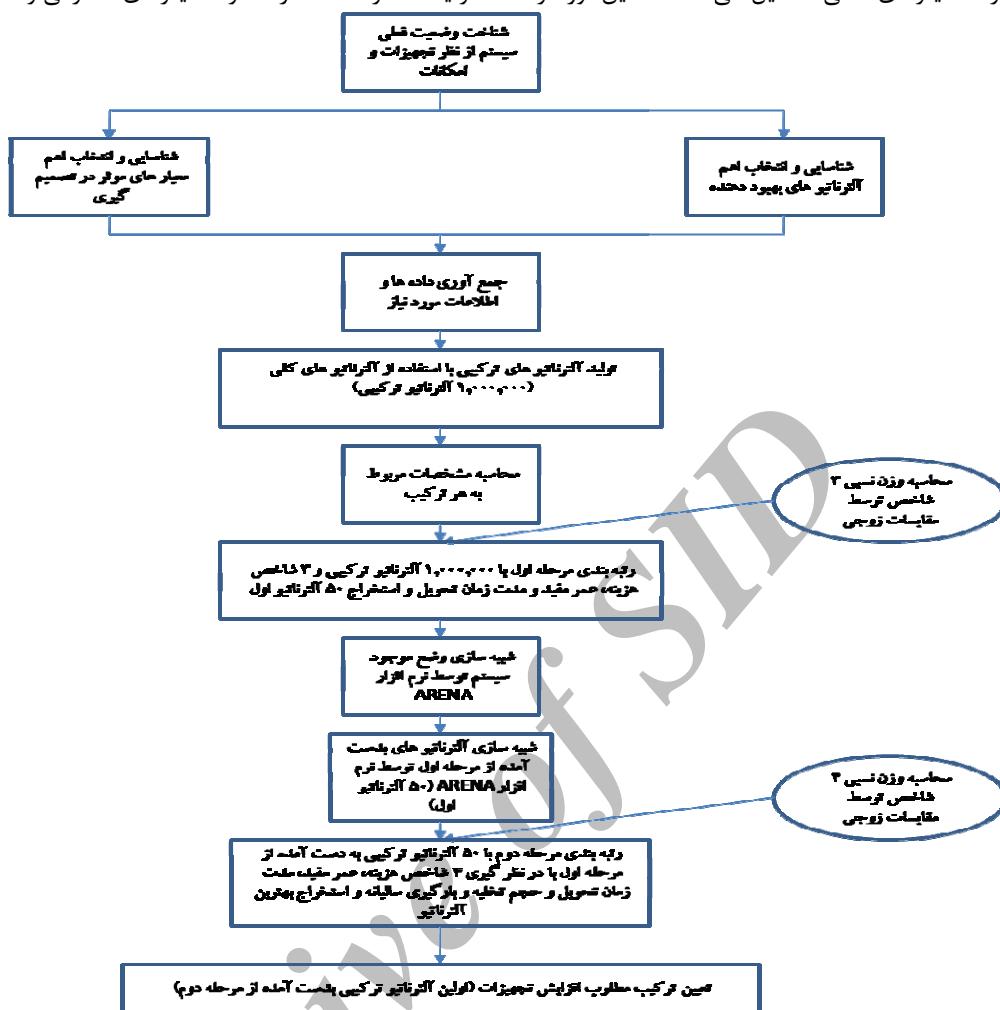 شناخت وضعیت فعلی
سیستم از نظر تجهیزات و
امکانات
شناسایی و انتخاب اهم
معیار های موثر در تصمیم
گیری
شناسایی و انتخاب اهم
آلترناتیو های بهبود دهنده
جمع آوری داده ها و
اطلاعات مورد نیاز
تولید آلترناتیو های ترکیبی با استفاده از آلترناتیو های کلی
(۱,۰۰۰,۰۰۰ آلترناتیو ترکیبی)
محاسبه مشخصات مربوط
به هر ترکیب
محاسبه وزن نسبی ۳
شاخص توسط
مقایسات زوجی
رتبه بندی مرحله اول با ۱,۰۰۰,۰۰۰ آلترناتیو ترکیبی و ۳ شاخص
هزینه، عمر مفید و مدت زمان تحویل و استخراج ۵۰ آلترناتیو اول
شبیه سازی وضع موجود
سیستم توسط نرم افزار
ARENA
شبیه سازی آلترناتیو های بدست
آمده از مرحله اول توسط نرم
افزار ARENA (۵۰ آلترناتیو
اول)
محاسبه وزن نسبی ۴
شاخص توسط
مقایسات زوجی
رتبه بندی مرحله دوم با ۵۰ آلترناتیو ترکیبی به دست آمده از
مرحله اول با در نظر گیری ۴ شاخص هزینه، عمر مفید، مدت
زمان تحویل و حجم تخلیه و بارگیری سالیانه و استخراج بهترین
آلترناتیو
تعیین ترکیب مطلوب افزایش تجهیزات (اولین آلترناتیو ترکیبی بدست آمده از مرحله دوم)
ive of SID